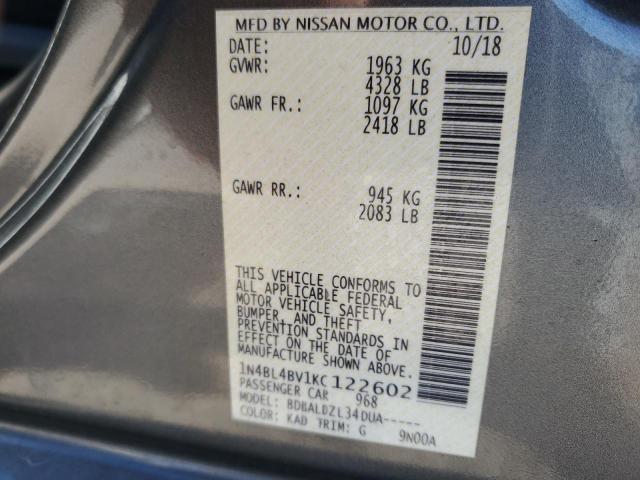 MFD BY NISSAN MOTOR CO., LTD.
DATE: 10/18
GVWR: 1963 KG
4328 LB
GAWR FR.: 1097 KG
2418 LB
GAWR RR.: 945 KG
2083 LB
THIS VEHICLE CONFORMS TO
ALL APPLICABLE FEDERAL
MOTOR VEHICLE SAFETY,
BUMPER, AND THEFT
PREVENTION STANDARDS IN
EFFECT ON THE DATE OF
MANUFACTURE SHOWN ABOVE.
1N4BL4BV1KC122602
PASSENGER CAR 968
MODEL: BDBALDZL34DUA-----
COLOR: KAD TRIM: G 9N00A